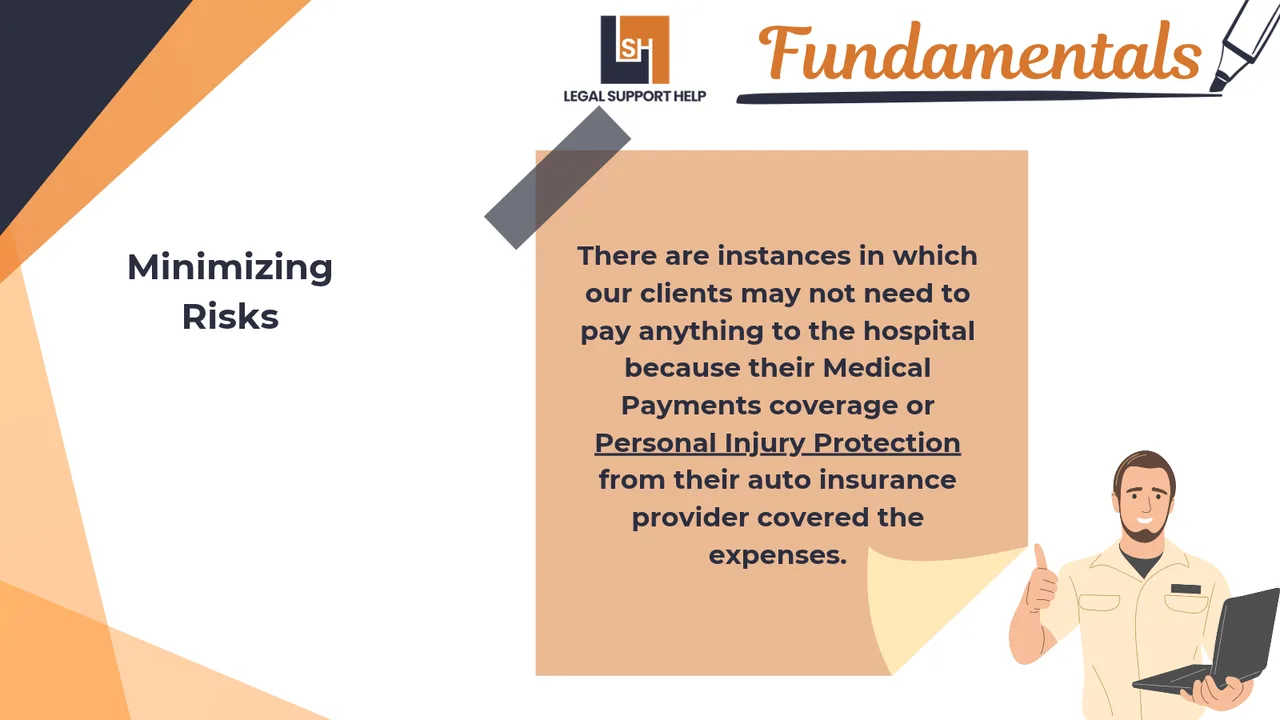 SH
LEGAL SUPPORT HELP
Fundamentals
Minimizing
Risks
There are instances in which
our clients may not need to
pay anything to the hospital
because their Medical
Payments coverage or
Personal Injury Protection
from their auto insurance
provider covered the
expenses.